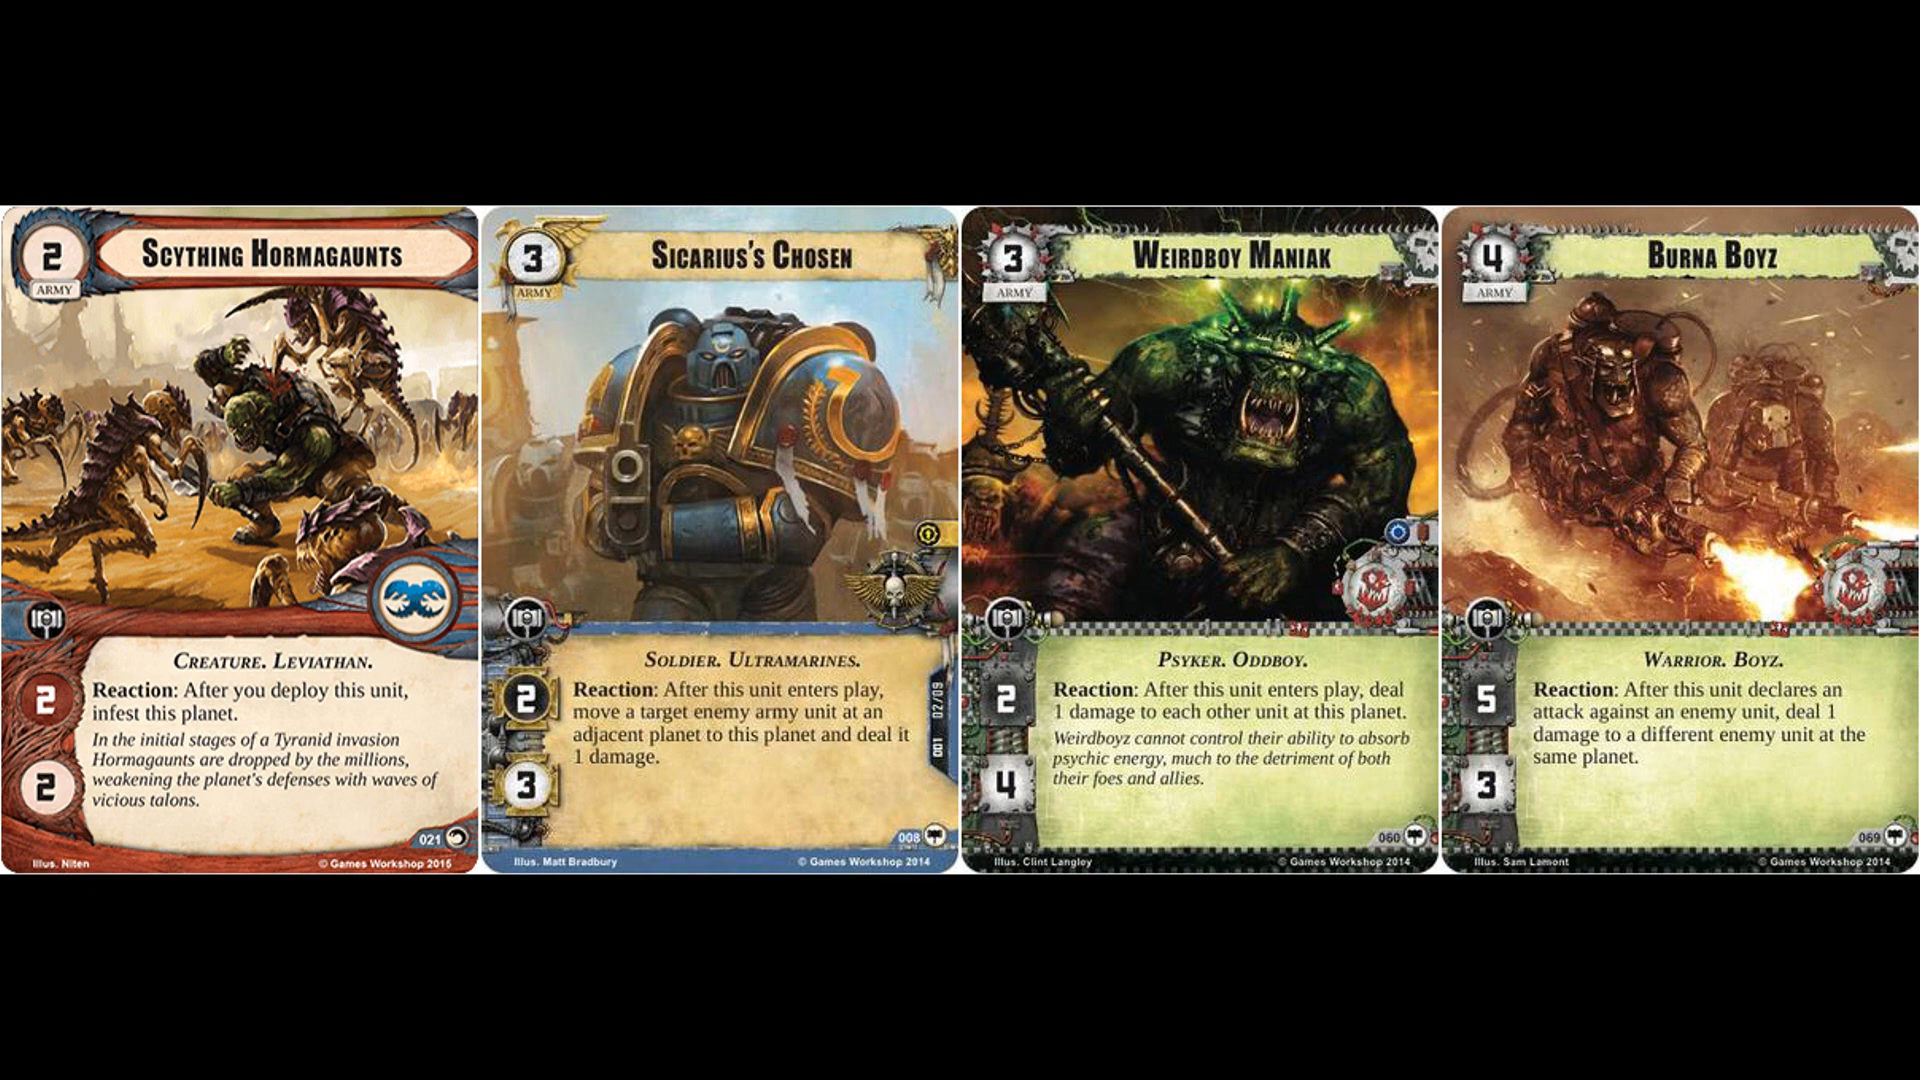 2
ARMY
SCYTHING HORMAGAUNTS
CREATURE. LEVIATHAN.
2
2
Reaction: After you deploy this unit,
infest this planet.
In the initial stages of a Tyranid invasion
Hormagaunts are dropped by the millions,
weakening the planet's defenses with waves of
vicious talons.
021
Illus. Niten
© Games Workshop 2015
3
ARMY
SICARIUS'S CHOSEN
SOLDIER. ULTRAMARINES.
2
3
Reaction: After this unit enters play,
move a target enemy army unit at an
adjacent planet to this planet and deal it
1 damage.
001 02/09
008
Illus. Matt Bradbury
© Games Workshop 2014
3
ARMY
WEIRDBOY MANIAK
PSYKER. ODDBOY.
2
4
Reaction: After this unit enters play, deal
1 damage to each other unit at this planet.
Weirdboyz cannot control their ability to absorb
psychic energy, much to the detriment of both
their foes and allies.
060
Illus. Clint Langley
© Games Workshop 2014
4
ARMY
BURNA BOYZ
WARRIOR. BOYZ.
5
3
Reaction: After this unit declares an
attack against an enemy unit, deal 1
damage to a different enemy unit at the
same planet.
069
Illus. Sam Lamont
© Games Workshop 2014